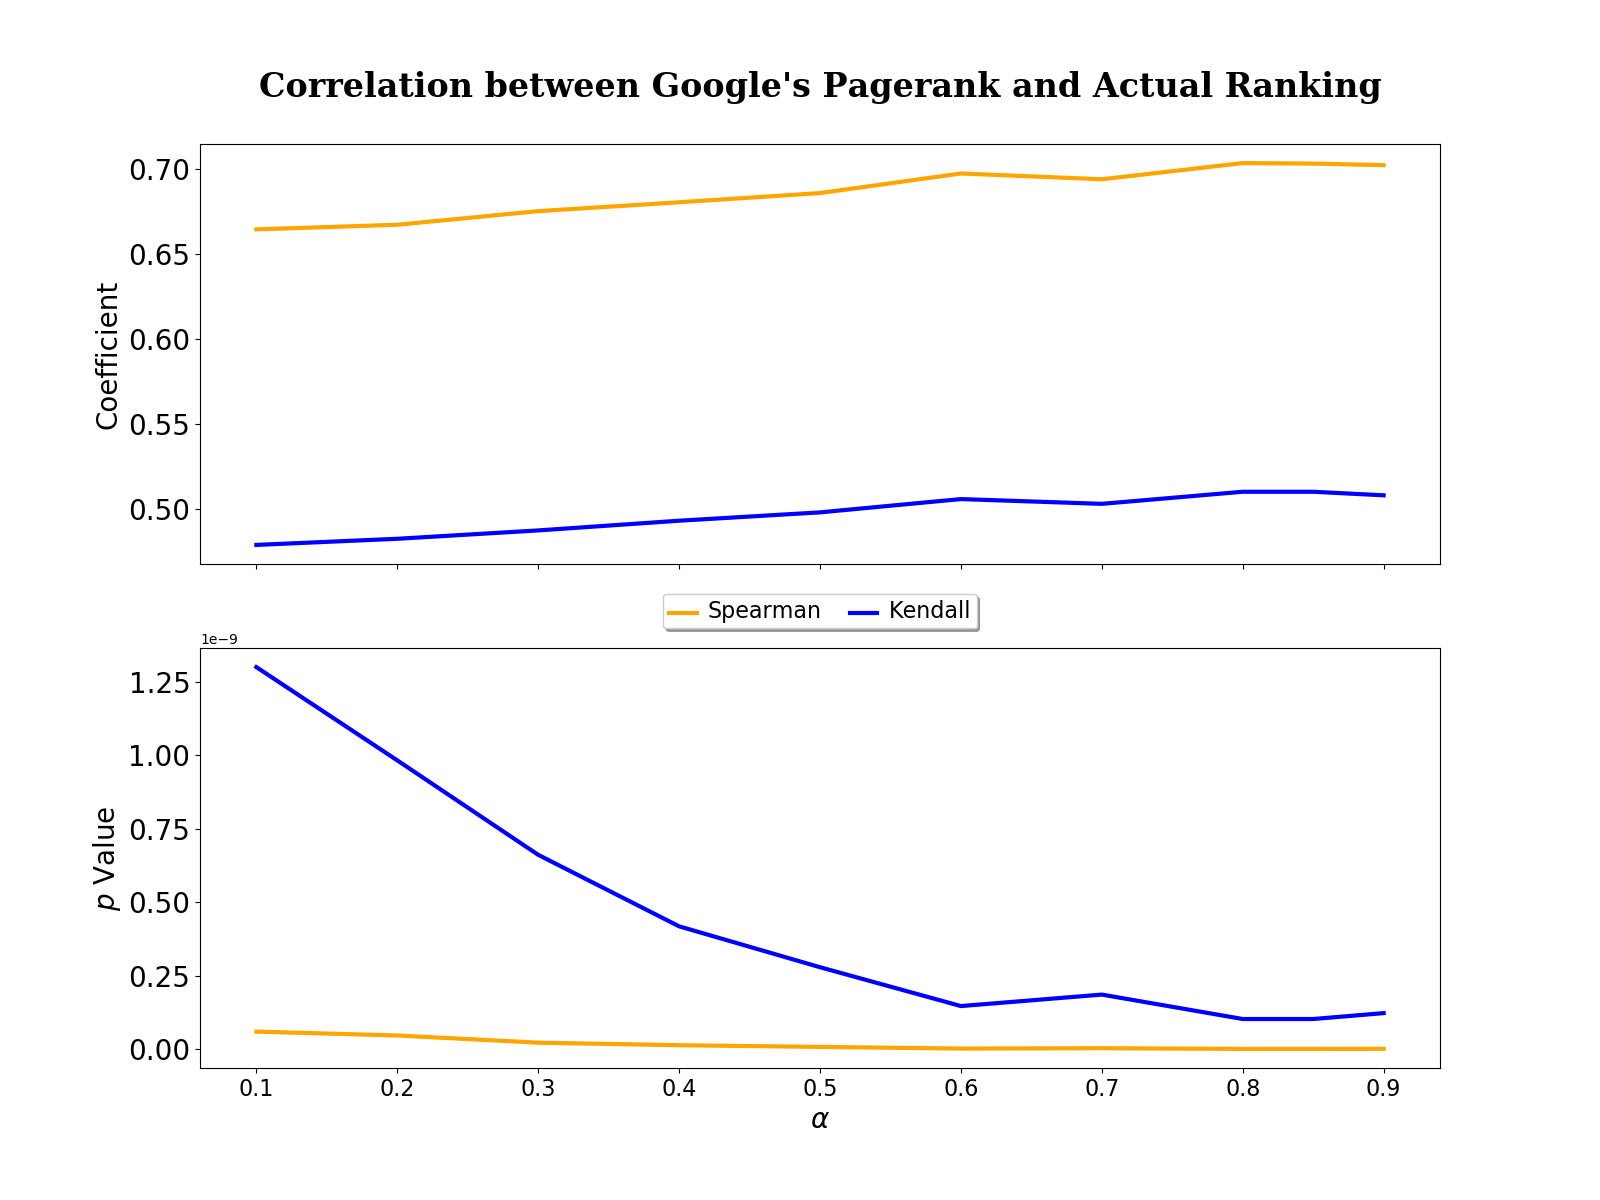 Correlation between Google's Pagerank and Actual Ranking
0.70
0.65
0.60
0.55
0.50
Coefficient
Spearman Kendall
1e−9
1.25
1.00
0.75
0.50
0.25
0.00
p Value
0.1 0.2 0.3 0.4 0.5 0.6 0.7 0.8 0.9
α